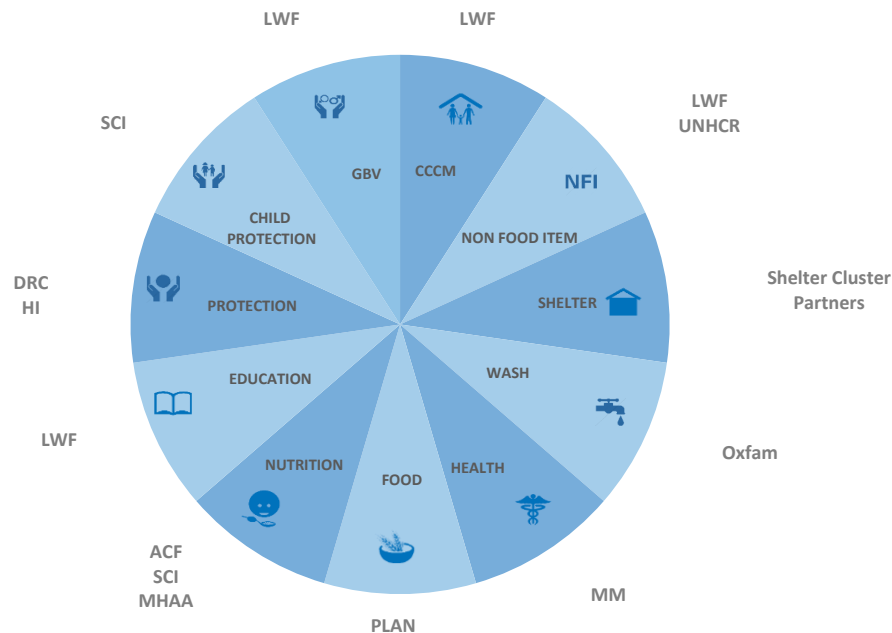 LWF
LWF
SCI
LWF
UNHCR
GBV
CCCM
NFI
CHILD
PROTECTION
NON FOOD ITEM
DRC
HI
PROTECTION
SHELTER
Shelter Cluster
Partners
EDUCATION
WASH
LWF
Oxfam
NUTRITION
FOOD
HEALTH
ACF
SCI
MHAA
PLAN
MM